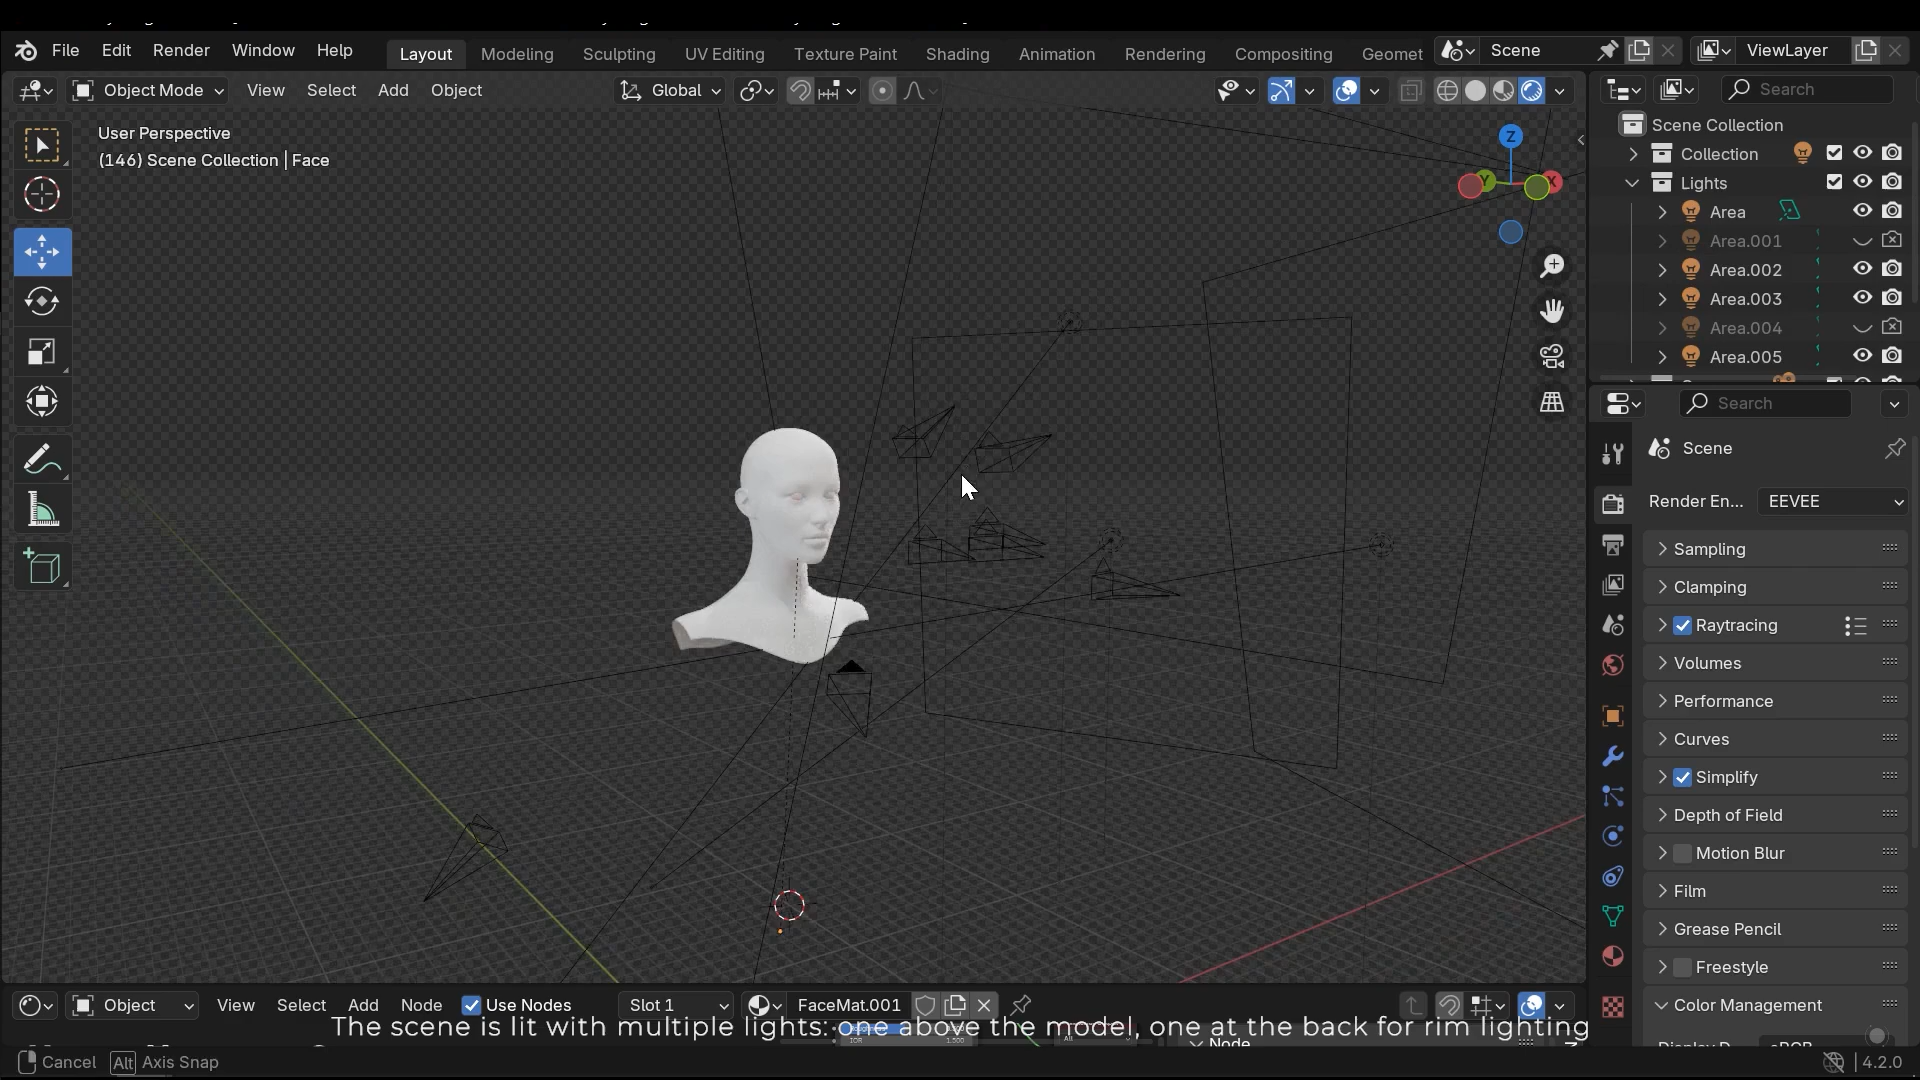 File Edit Render Window Help Layout Modeling Sculpting UV Editing Texture Paint Shading Animation Rendering Compositing Geomet Scene ViewLayer
Object Mode View Select Add Object Global Search
User Perspective
(146) Scene Collection | Face
Z
Y X
Scene Collection
Collection
Lights
Area
Area.001
Area.002
Area.003
Area.004
Area.005
Search
Scene
Render En... EEVEE
Sampling
Clamping
Raytracing
Volumes
Performance
Curves
Simplify
Depth of Field
Motion Blur
Film
Grease Pencil
Freestyle
Color Management
Object View Select Add Object Node Use Nodes Slot 1 FaceMat.001
The scene is lit with multiple lights: one above the model, one at the back for rim lighting
IOR 1.500
Node
Cancel Alt Axis Snap 4.2.0